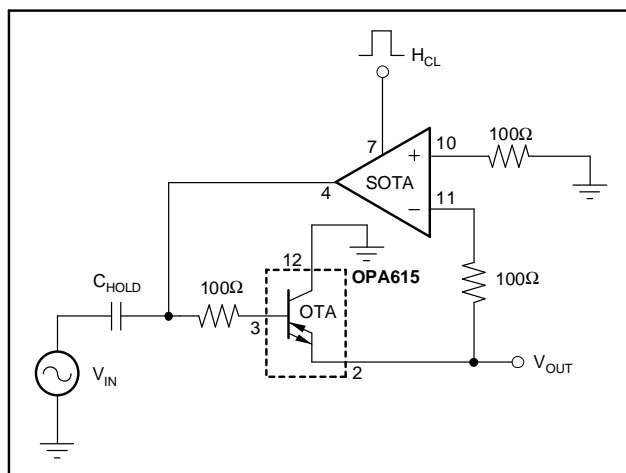 H_CL
7
10
100Ω
+
SOTA
4
−
11
100Ω
12
OPA615
C_HOLD
100Ω
OTA
3
2
V_IN
V_OUT